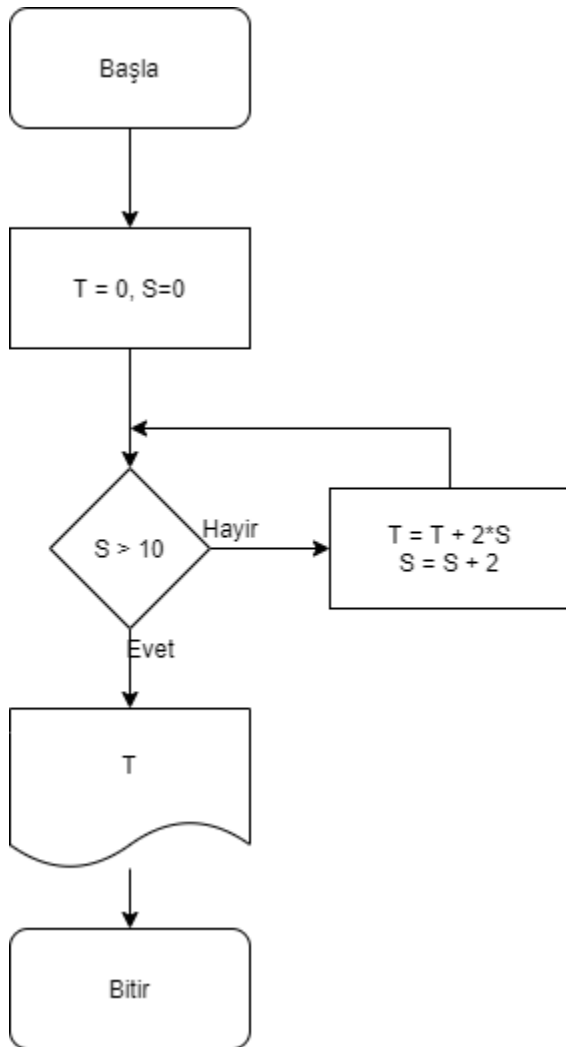 Başla
T = 0, S=0
S > 10
Hayir
T = T + 2*S
S = S + 2
Evet
T
Bitir